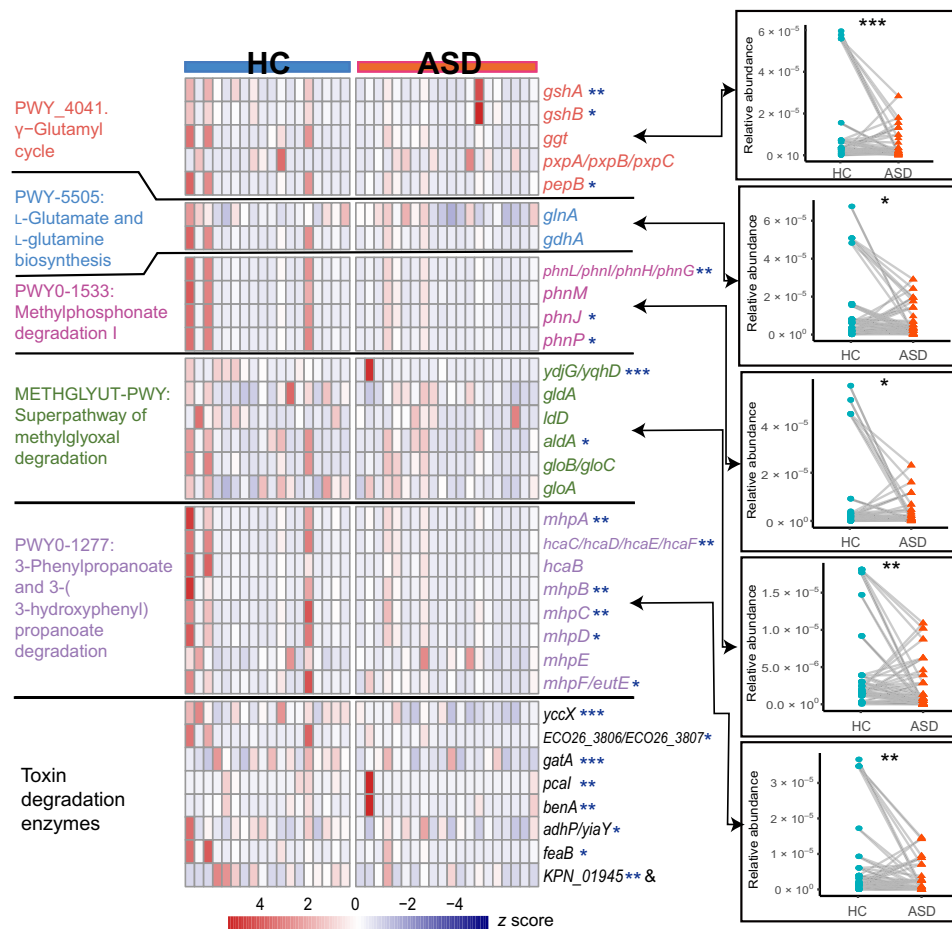 HC
ASD
PWY_4041.
γ−Glutamyl
cycle
gshA **
gshB *
ggt
pxpA/pxpB/pxpC
pepB *
PWY-5505:
L-Glutamate and
L-glutamine
biosynthesis
glnA
gdhA
PWY0-1533:
Methylphosphonate
degradation I
phnL/phnI/phnH/phnG **
phnM
phnJ *
phnP *
METHGLYUT-PWY:
Superpathway of
methylglyoxal
degradation
ydjG/yqhD ***
gldA
ldD
aldA *
gloB/gloC
gloA
PWY0-1277:
3-Phenylpropanoate
and 3-(
3-hydroxyphenyl)
propanoate
degradation
mhpA **
hcaC/hcaD/hcaE/hcaF **
hcaB
mhpB **
mhpC **
mhpD *
mhpE
mhpF/eutE *
Toxin
degradation
enzymes
yccX ***
ECO26_3806/ECO26_3807 *
gatA ***
pcaI **
benA **
adhP/yiaY *
feaB *
KPN_01945 ** &
4 2 0 −2 −4
z score
Relative abundance
***
6 × 10⁻⁵
4 × 10⁻⁵
2 × 10⁻⁵
0 × 10
HC ASD
Relative abundance
*
6 × 10⁻⁵
4 × 10⁻⁵
2 × 10⁻⁵
0 × 10⁰
HC ASD
Relative abundance
*
4 × 10⁻⁵
2 × 10⁻⁵
0 × 10⁰
HC ASD
Relative abundance
**
1.5 × 10⁻⁵
1.0 × 10⁻⁵
5.0 × 10⁻⁶
0.0 × 10⁰
HC ASD
Relative abundance
**
3 × 10⁻⁵
2 × 10⁻⁵
1 × 10⁻⁵
0 × 10⁰
HC ASD